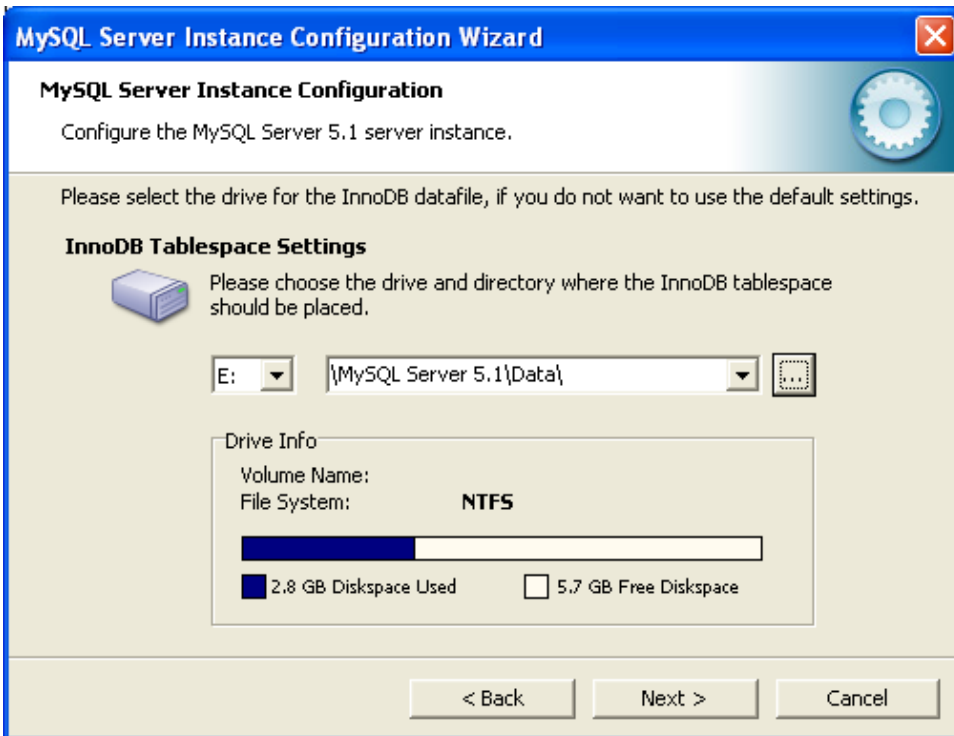 MySQL Server Instance Configuration Wizard
MySQL Server Instance Configuration
Configure the MySQL Server 5.1 server instance.
Please select the drive for the InnoDB datafile, if you do not want to use the default settings.
InnoDB Tablespace Settings
Please choose the drive and directory where the InnoDB tablespace
should be placed.
E: \MySQL Server 5.1\Data\ ...
Drive Info
Volume Name:
File System: NTFS
2.8 GB Diskspace Used 5.7 GB Free Diskspace
< Back Next > Cancel